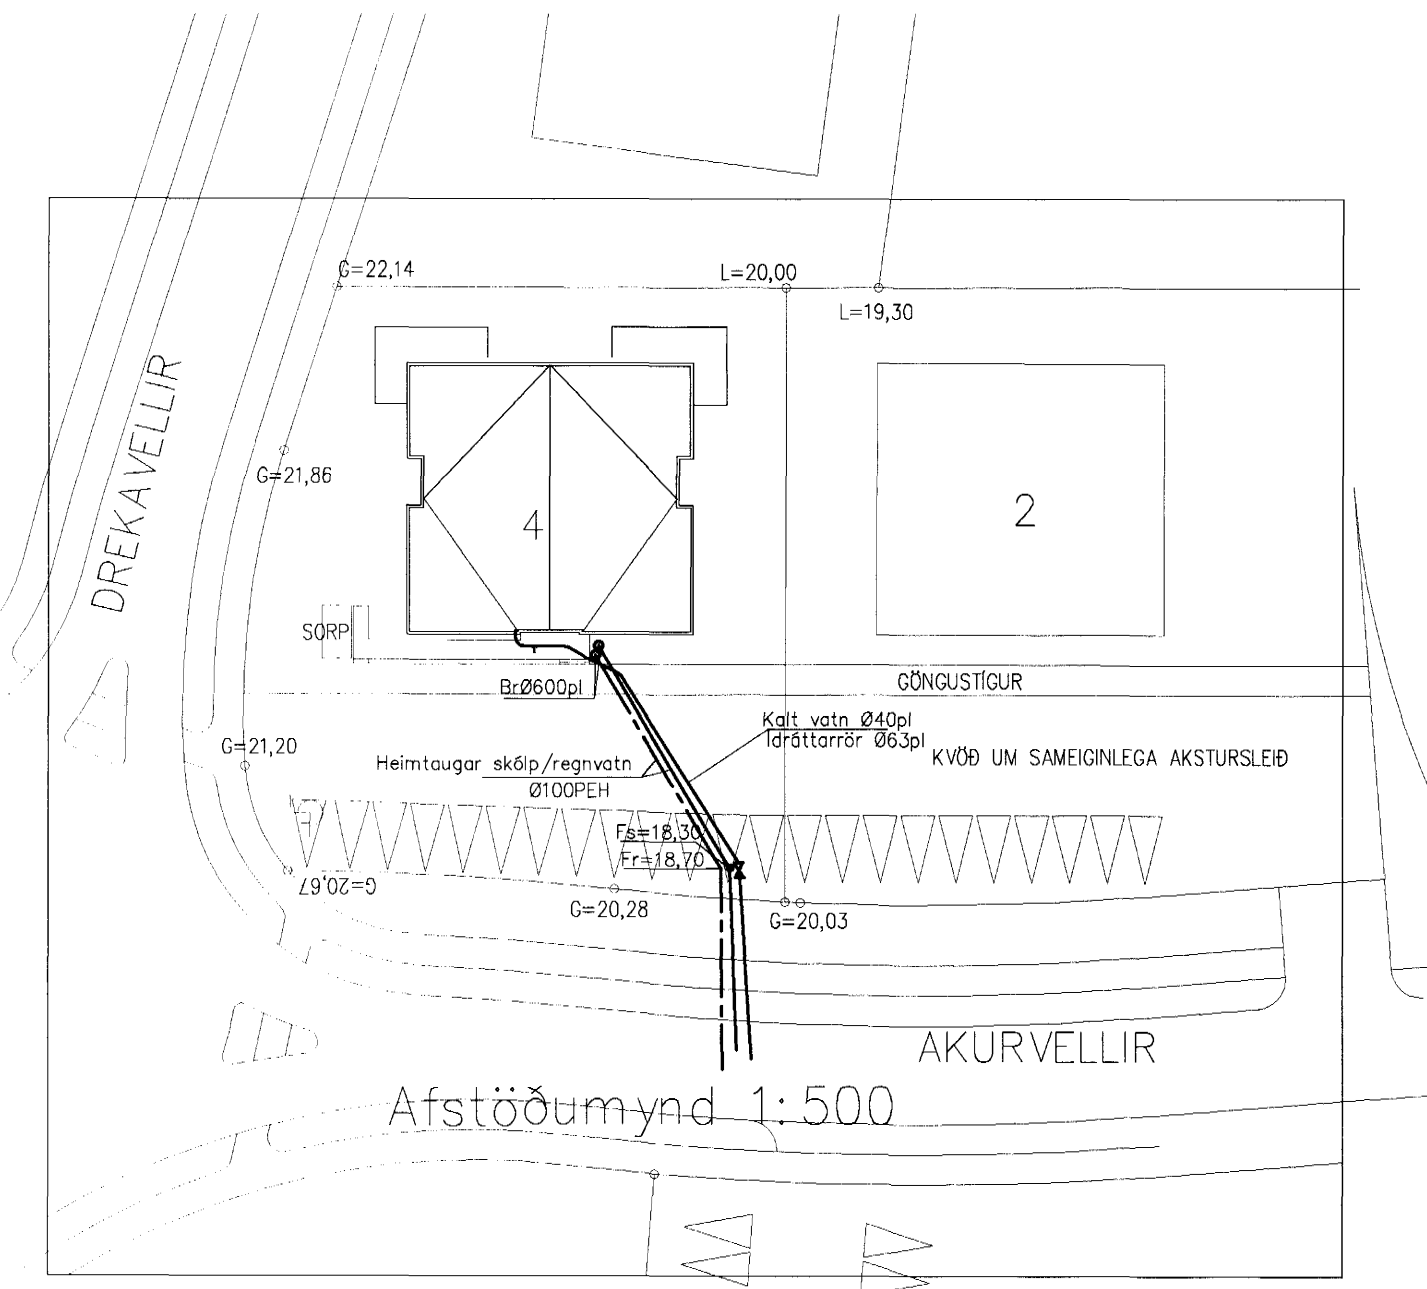 G=22,14
L=20,00
L=19,30
DREKAVELLIR
G=21,86
4
2
SORP
GÖNGUSTÍGUR
BrØ600pl
Kalt vatn Ø40pl
Idráttarrör Ø63pl
G=21,20
KVÖÐ UM SAMEIGINLEGA AKSTURSLEIÐ
Heimtaugar skólp/regnvatn
Ø100PEH
Fs=18,30
Fr=18,70
G=20,67
G=20,28
G=20,03
AKURVELLIR
Afstöðumynd 1:500